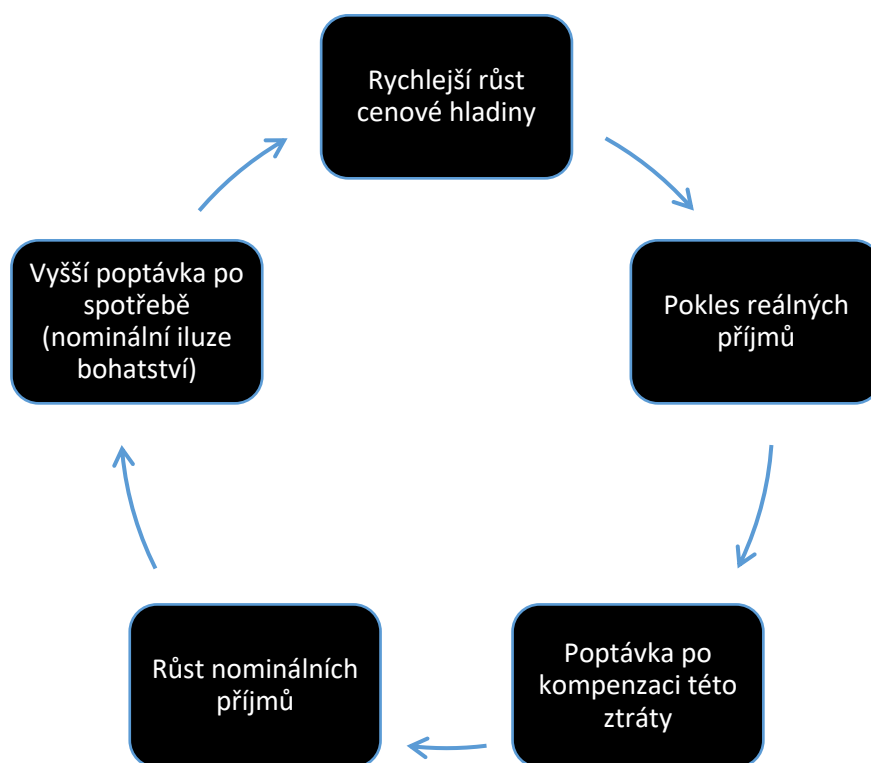 Rychlejší růst
cenové hladiny
Pokles reálných
příjmů
Poptávka po
kompenzaci této
ztráty
Růst nominálních
příjmů
Vyšší poptávka po
spotřebě
(nominální iluze
bohatství)